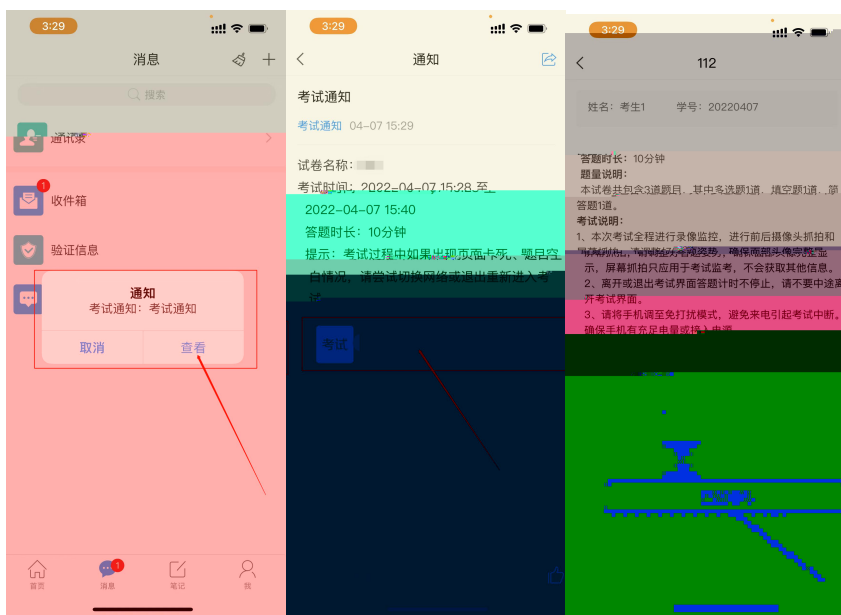 3:29
消息
搜索
通讯录
1
收件箱
验证信息
通知
考试通知：考试通知
取消
查看
首页
1
消息
笔记
我
3:29
通知
考试通知
考试通知 04-07 15:29
试卷名称：
考试时间：2022-04-07 15:28 至
2022-04-07 15:40
答题时长：10分钟
提示：考试过程中如果出现页面卡死、题目空
白情况，请尝试切换网络或退出重新进入考
试
考试
3:29
112
姓名：考生1 学号：20220407
答题时长：10分钟
题量说明：
本试卷共包含3道题目，其中多选题1道，填空题1道，简
答题1道。
考试说明：
1、本次考试全程进行录像监控，进行前后摄像头抓拍和
确保面部头像完整显
示，屏幕抓拍只应用于考试监考，不会获取其他信息。
2、离开或退出考试界面答题计时不停止，请不要中途离
开考试界面。
3、请将手机调至免打扰模式，避免来电引起考试中断。
确保手机有充足电量或接入电源